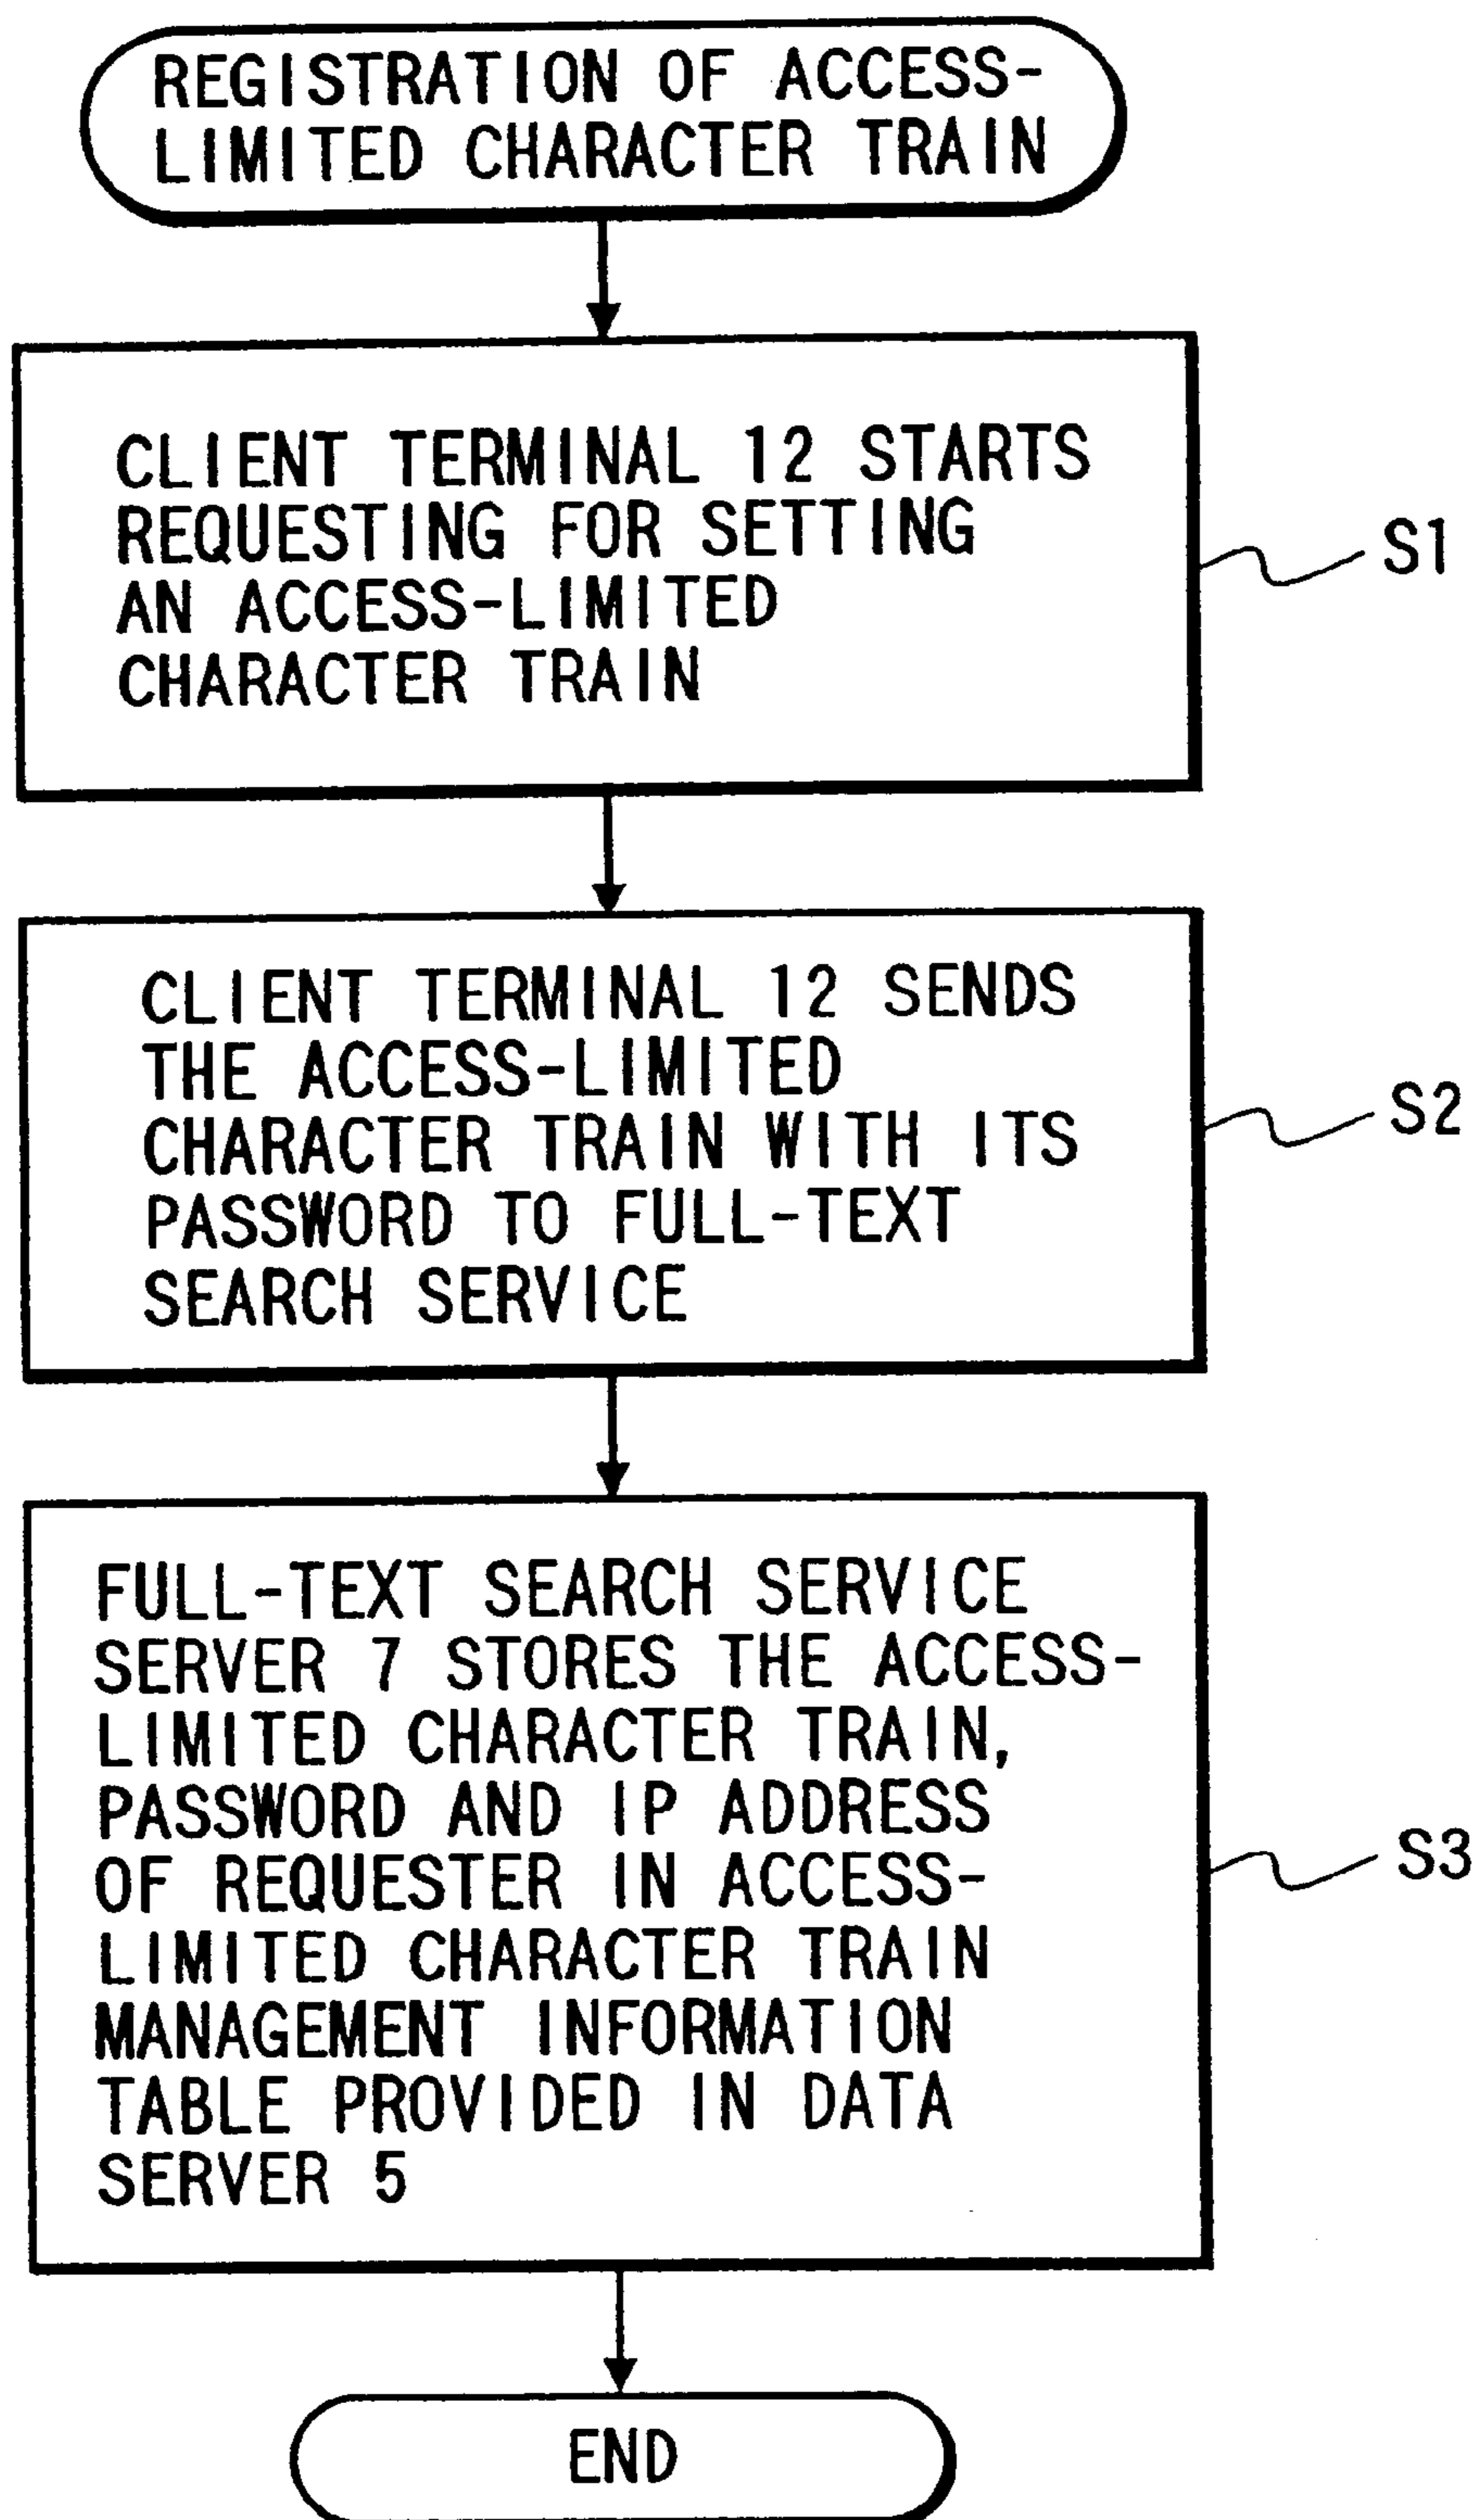 REGISTRATION OF ACCESS-
LIMITED CHARACTER TRAIN
CLIENT TERMINAL 12 STARTS
REQUESTING FOR SETTING
AN ACCESS-LIMITED
CHARACTER TRAIN
S1
CLIENT TERMINAL 12 SENDS
THE ACCESS-LIMITED
CHARACTER TRAIN WITH ITS
PASSWORD TO FULL-TEXT
SEARCH SERVICE
S2
FULL-TEXT SEARCH SERVICE
SERVER 7 STORES THE ACCESS-
LIMITED CHARACTER TRAIN,
PASSWORD AND IP ADDRESS
OF REQUESTER IN ACCESS-
LIMITED CHARACTER TRAIN
MANAGEMENT INFORMATION
TABLE PROVIDED IN DATA
SERVER 5
S3
END